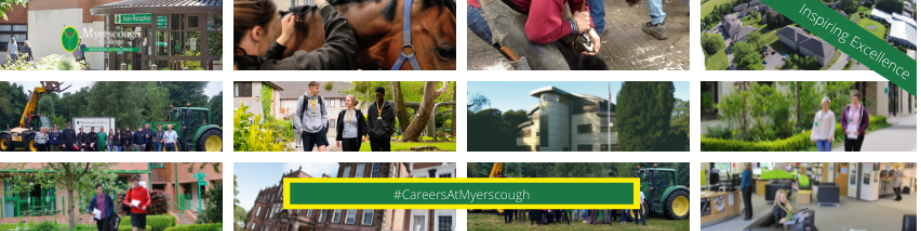 Main Reception
Myerscough
Inspiring Excellence
#CareersAtMyerscough